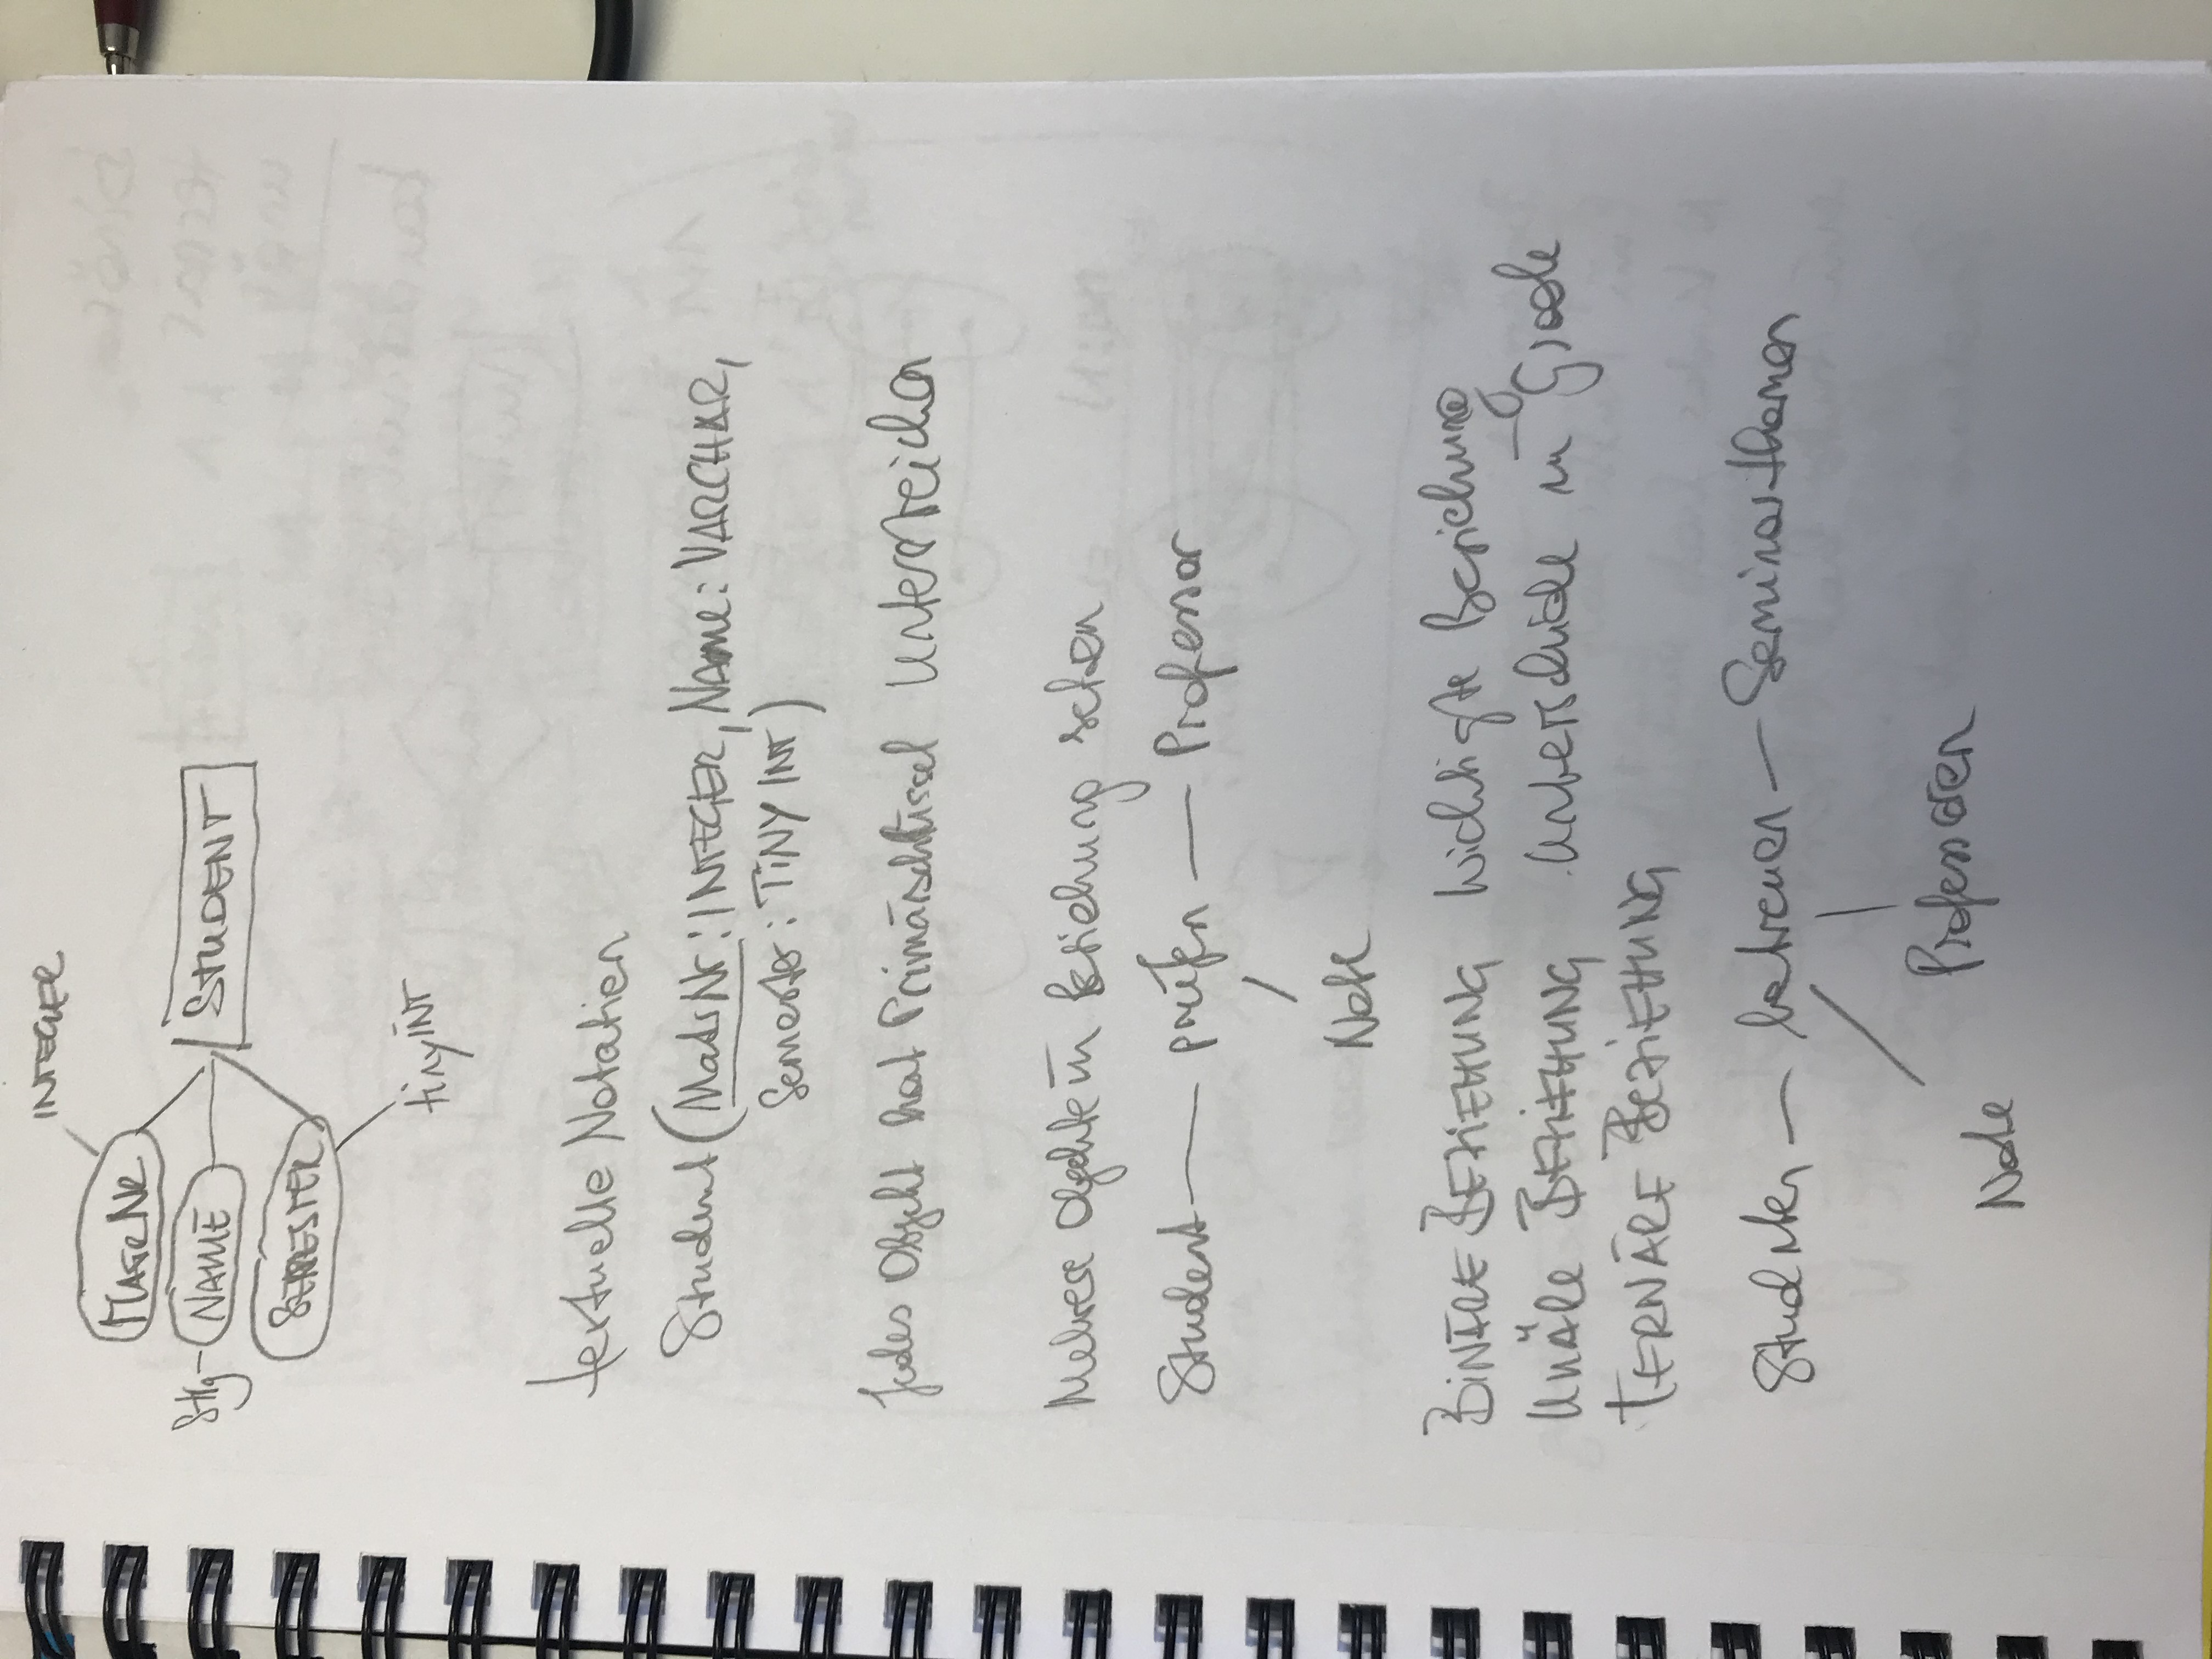 INTEGER
MATRNR
Stg NAME STUDENT
SEMESTER
tinyINT
textuelle Notation
Student (MatrNr: INTEGER, Name: VARCHAR,
Semester: TINY INT)
Jedes Objekt hat Primärschlüssel unterstreichen
Mehrere Objekte in Beziehung setzen
Student — prüfen — Professor
Note
BINÄRE BEZIEHUNG Wichtigste Beziehung
UNÄRE BEZIEHUNG Unterschiede in Grade
TERNÄRE BEZIEHUNG
Studenten — betreuen — Seminarthemen
Professoren
Note